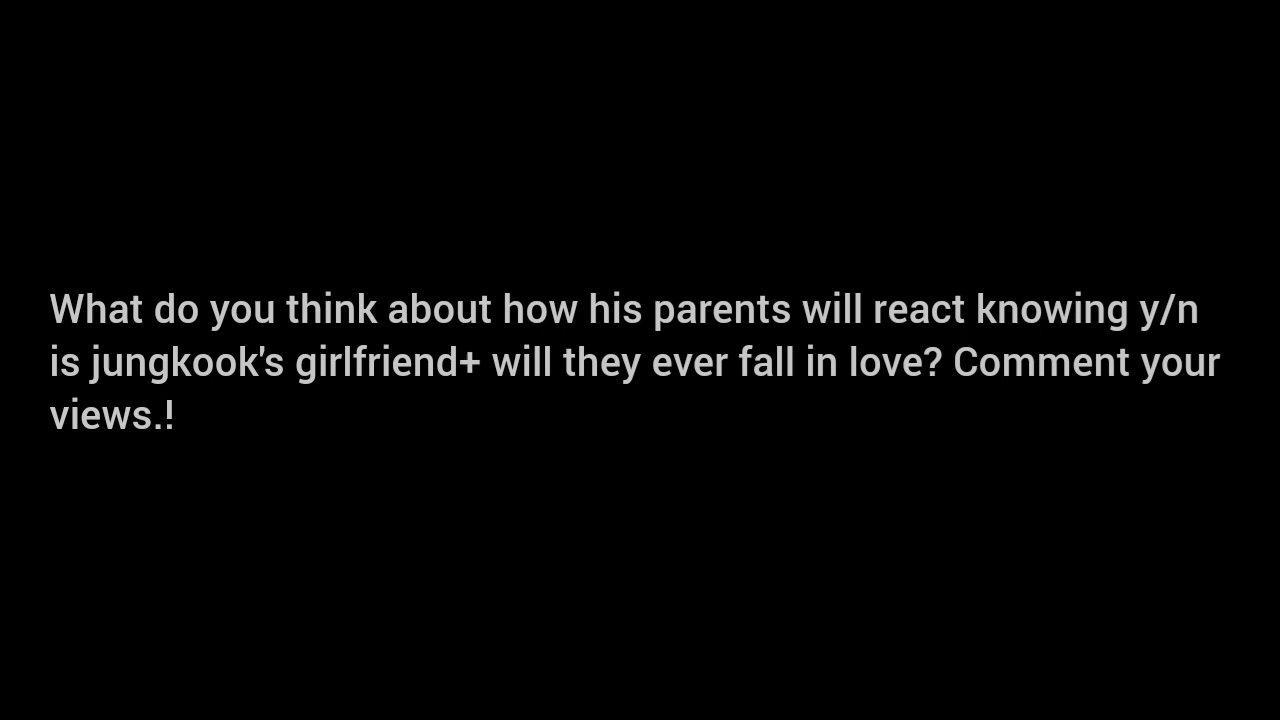 What do you think about how his parents will react knowing y/n
is jungkook's girlfriend+ will they ever fall in love? Comment your
views.!